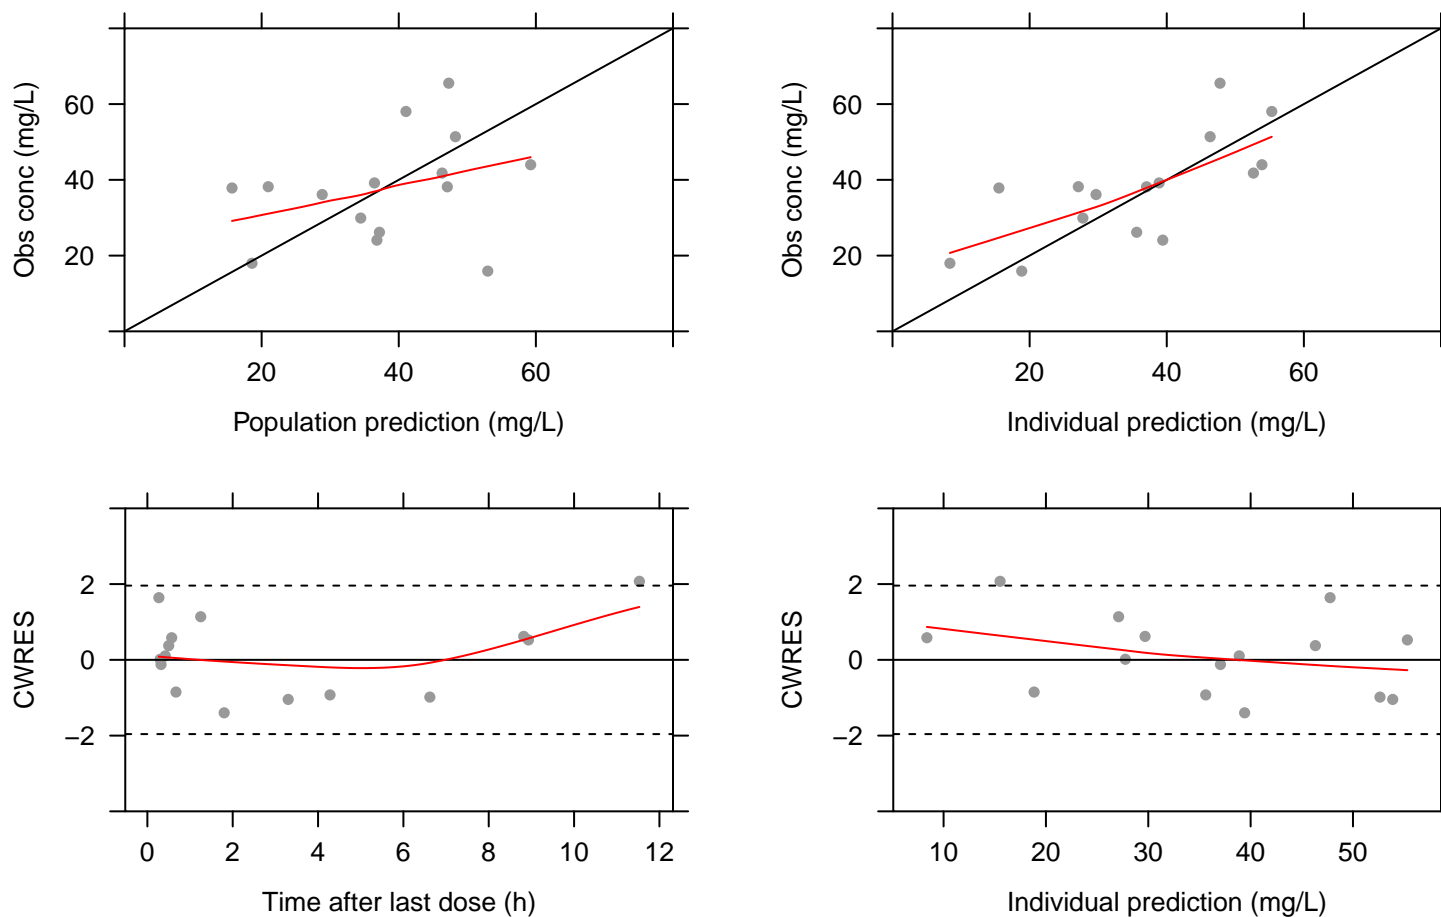 Obs conc (mg/L)
60
40
20
20 40 60
Population prediction (mg/L)
Obs conc (mg/L)
60
40
20
20 40 60
Individual prediction (mg/L)
CWRES
2
0
−2
0 2 4 6 8 10 12
Time after last dose (h)
CWRES
2
0
−2
10 20 30 40 50
Individual prediction (mg/L)